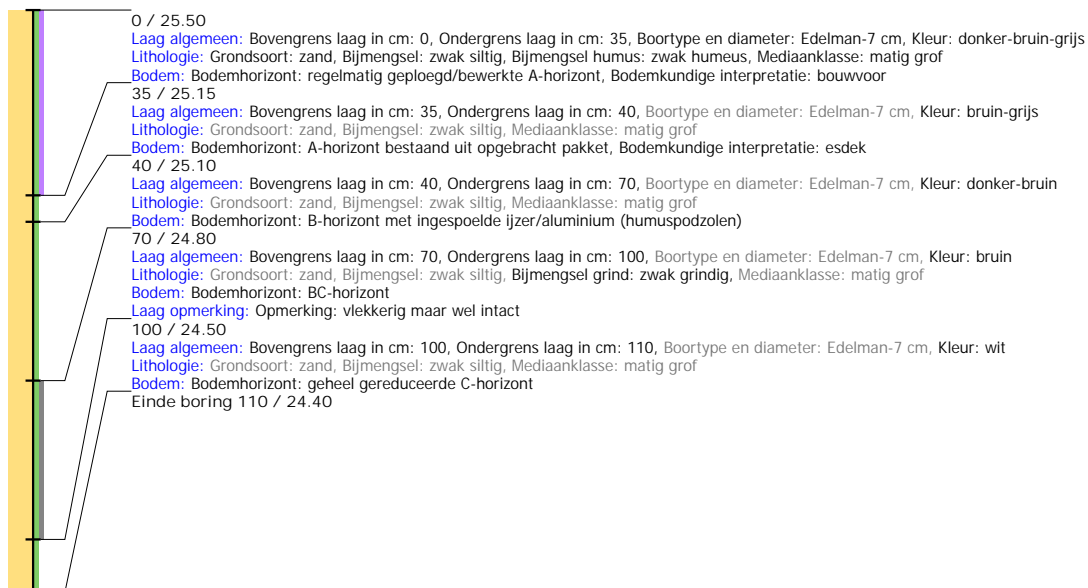 0 / 25.50
Laag algemeen: Bovengrens laag in cm: 0, Ondergrens laag in cm: 35, Boortype en diameter: Edelman-7 cm, Kleur: donker-bruin-grijs
Lithologie: Grondsoort: zand, Bijmengsel: zwak siltig, Bijmengsel humus: zwak humeus, Mediaanklasse: matig grof
Bodem: Bodemhorizont: regelmatig geploegd/bewerkte A-horizont, Bodemkundige interpretatie: bouwvoor
35 / 25.15
Laag algemeen: Bovengrens laag in cm: 35, Ondergrens laag in cm: 40, Boortype en diameter: Edelman-7 cm, Kleur: bruin-grijs
Lithologie: Grondsoort: zand, Bijmengsel: zwak siltig, Mediaanklasse: matig grof
Bodem: Bodemhorizont: A-horizont bestaand uit opgebracht pakket, Bodemkundige interpretatie: esdek
40 / 25.10
Laag algemeen: Bovengrens laag in cm: 40, Ondergrens laag in cm: 70, Boortype en diameter: Edelman-7 cm, Kleur: donker-bruin
Lithologie: Grondsoort: zand, Bijmengsel: zwak siltig, Mediaanklasse: matig grof
Bodem: Bodemhorizont: B-horizont met ingespoelde ijzer/aluminium (humuspodzolen)
70 / 24.80
Laag algemeen: Bovengrens laag in cm: 70, Ondergrens laag in cm: 100, Boortype en diameter: Edelman-7 cm, Kleur: bruin
Lithologie: Grondsoort: zand, Bijmengsel: zwak siltig, Bijmengsel grind: zwak grindig, Mediaanklasse: matig grof
Bodem: Bodemhorizont: BC-horizont
Laag opmerking: Opmerking: vlekkerig maar wel intact
100 / 24.50
Laag algemeen: Bovengrens laag in cm: 100, Ondergrens laag in cm: 110, Boortype en diameter: Edelman-7 cm, Kleur: wit
Lithologie: Grondsoort: zand, Bijmengsel: zwak siltig, Mediaanklasse: matig grof
Bodem: Bodemhorizont: geheel gereduceerde C-horizont
Einde boring 110 / 24.40